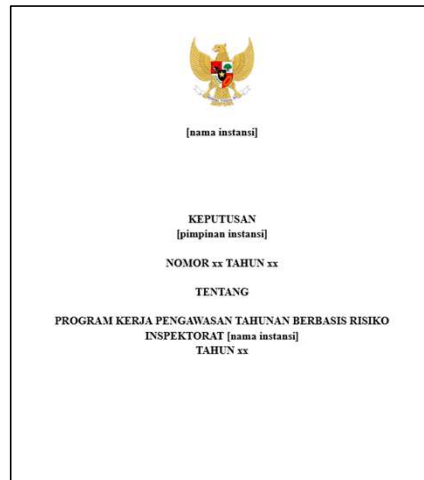 [nama instansi]
KEPUTUSAN
[pimpinan instansi]
NOMOR xx TAHUN xx
TENTANG
PROGRAM KERJA PENGAWASAN TAHUNAN BERBASIS RISIKO
INSPEKTORAT [nama instansi]
TAHUN xx